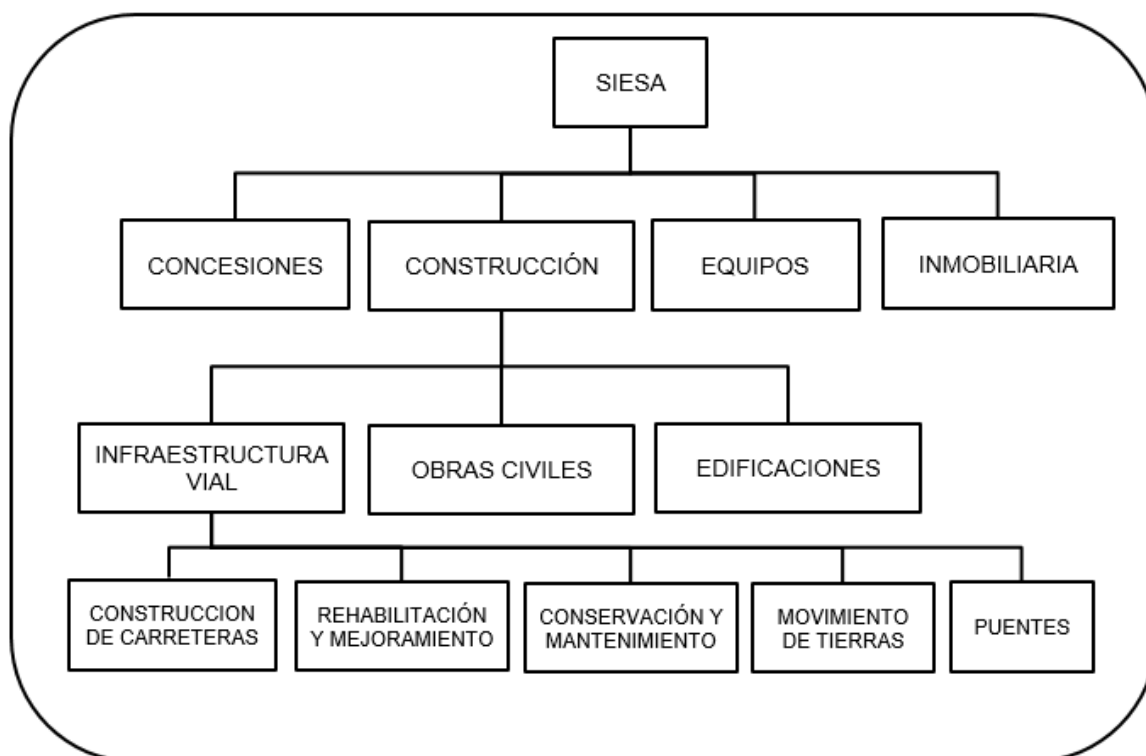 SIESA
CONCESIONES
CONSTRUCCIÓN
EQUIPOS
INMOBILIARIA
INFRAESTRUCTURA
VIAL
OBRAS CIVILES
EDIFICACIONES
CONSTRUCCION
DE CARRETERAS
REHABILITACIÓN
Y MEJORAMIENTO
CONSERVACIÓN Y
MANTENIMIENTO
MOVIMIENTO
DE TIERRAS
PUENTES